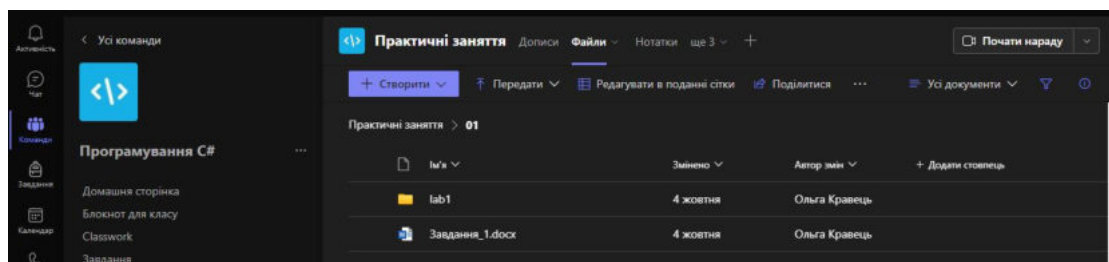 Активність
Чат
Команди
Завдання
Календар
Усі команди
Програмування C#
Домашня сторінка
Блокнот для класу
Classwork
Завдання
Практичні заняття Дописи Файли Нотатки ще 3 Почати нараду
Створити Передати Редагувати в поданні сітки Поділитися Усі документи
Практичні заняття > 01
Ім'я Змінено Автор змін + Додати стовпець
lab1 4 жовтня Ольга Кравець
Завдання_1.docx 4 жовтня Ольга Кравець